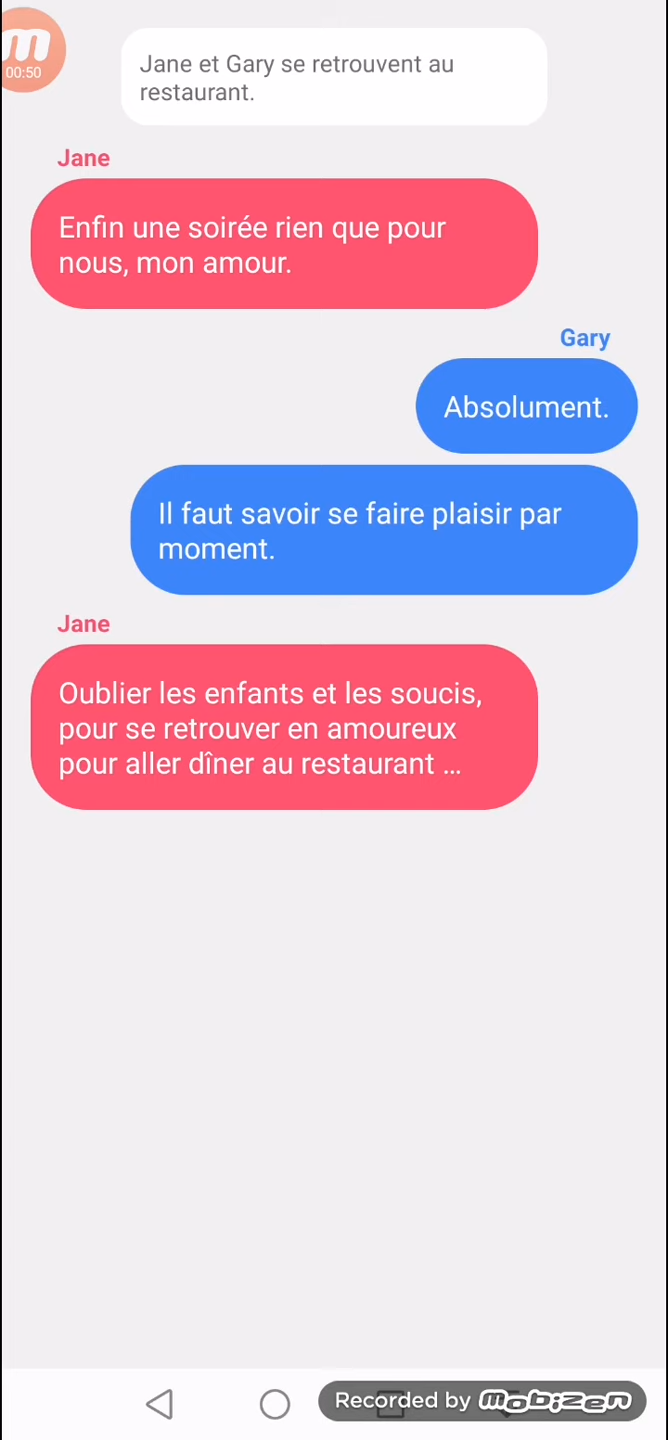 m
00:50
Jane et Gary se retrouvent au
restaurant.
Jane
Enfin une soirée rien que pour
nous, mon amour.
Gary
Absolument.
Il faut savoir se faire plaisir par
moment.
Jane
Oublier les enfants et les soucis,
pour se retrouver en amoureux
pour aller dîner au restaurant ...
Recorded by mobizen